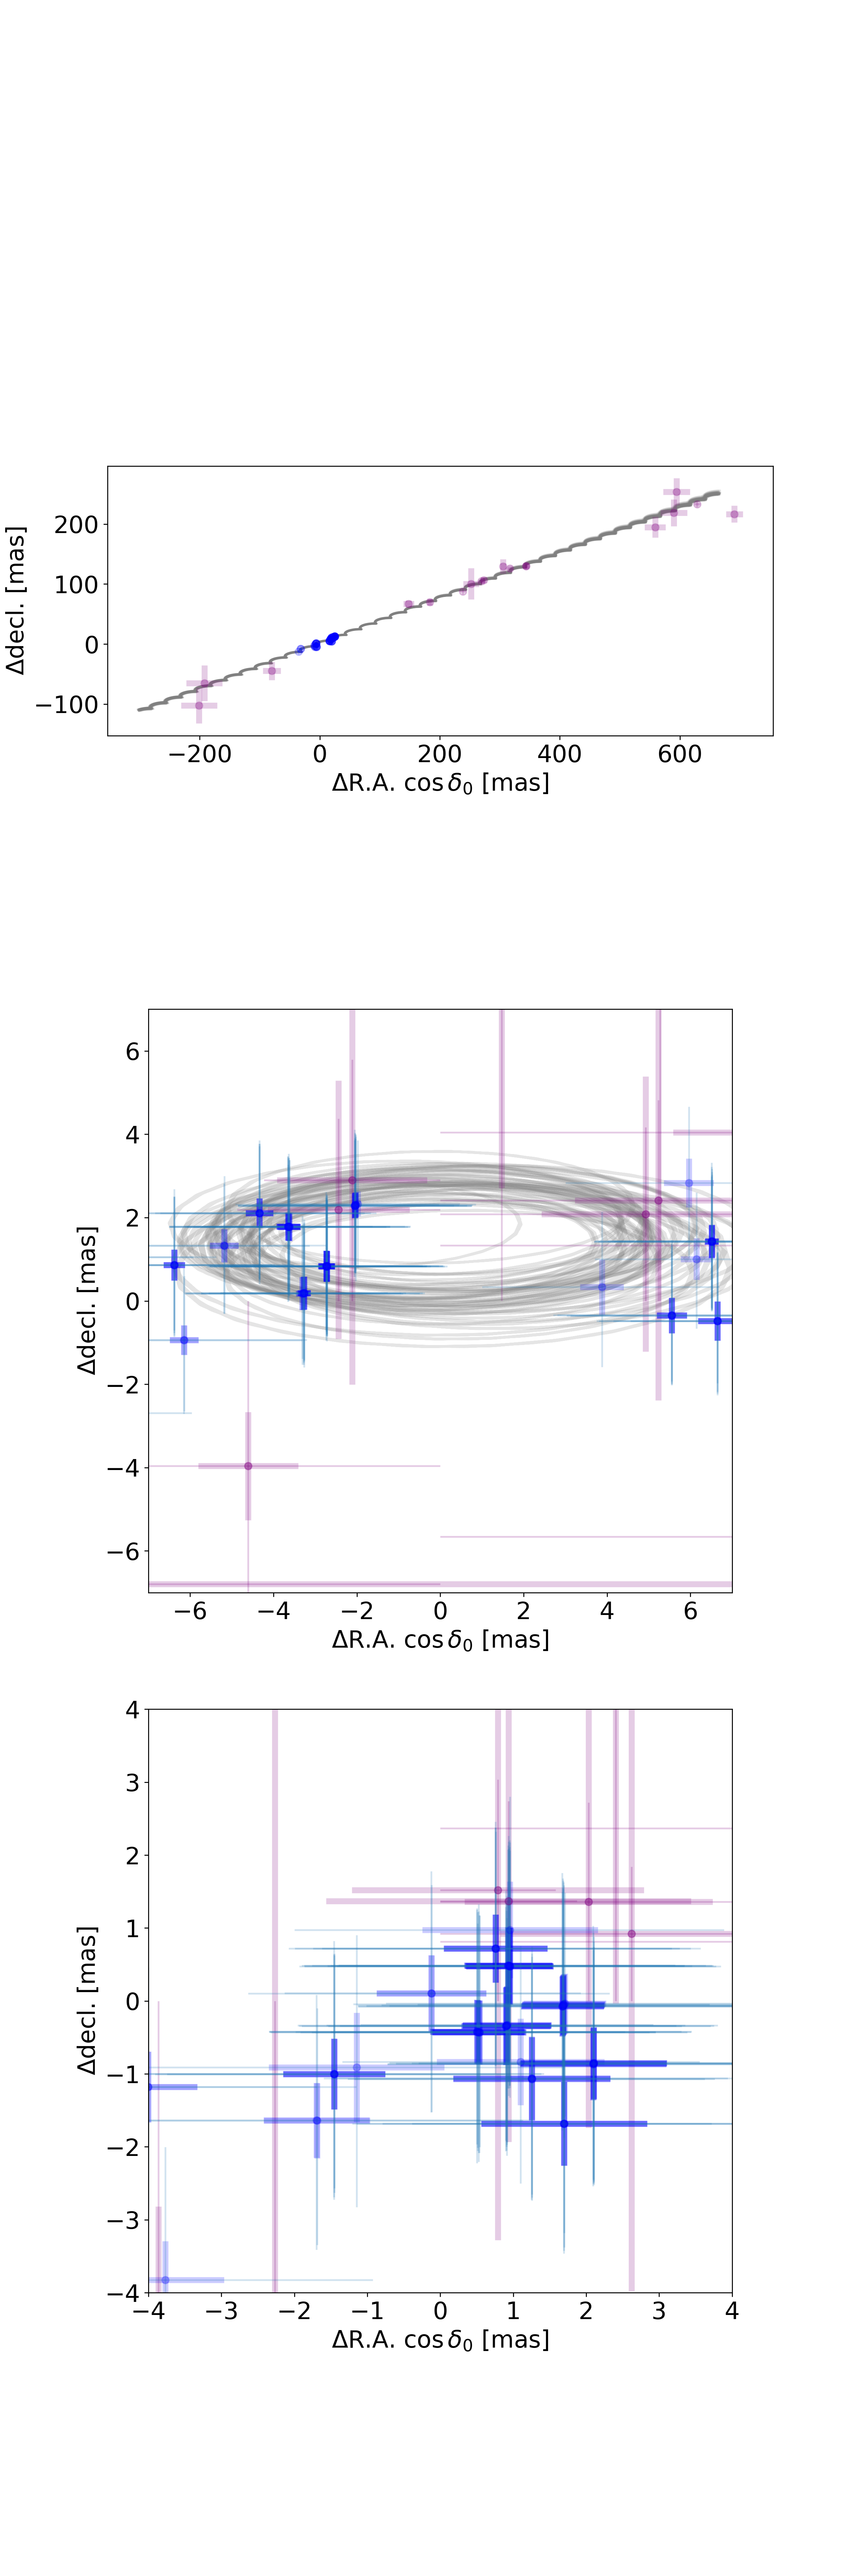 Δdecl. [mas]
200
100
0
−100
−200 0 200 400 600
ΔR.A. cos δ₀ [mas]
Δdecl. [mas]
6
4
2
0
−2
−4
−6
−6 −4 −2 0 2 4 6
ΔR.A. cos δ₀ [mas]
Δdecl. [mas]
4
3
2
1
0
−1
−2
−3
−4
−4 −3 −2 −1 0 1 2 3 4
ΔR.A. cos δ₀ [mas]